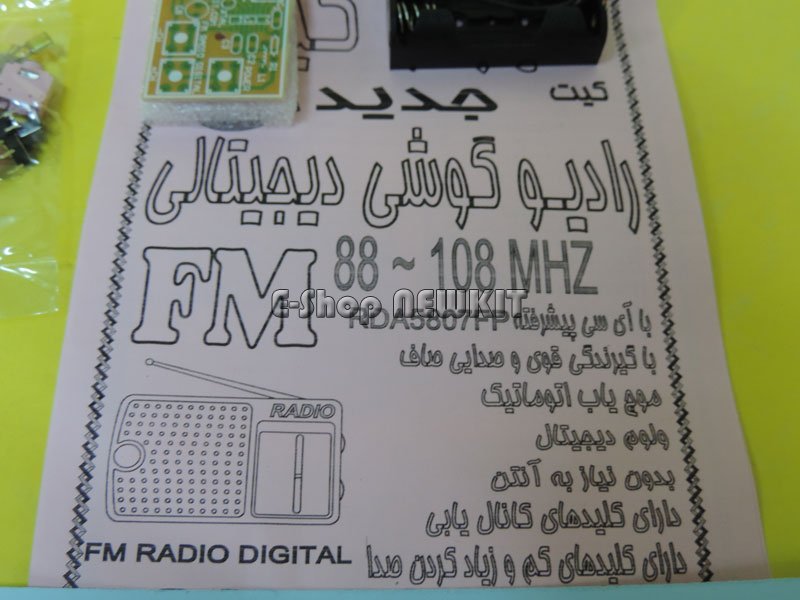 کیت
جدید
رادیو گوشی دیجیتالی
FM 88 ~ 108 MHZ
E-Shop NEWKIT
با آی سی پیشرفته RDA5807FP
با گیرندگی قوی و صدایی صاف
موج یاب اتوماتیک
ولوم دیجیتال
بدون نیاز به آنتن
دارای کلیدهای کانال یابی
دارای کلیدهای کم و زیاد کردن صدا
RADIO
FM RADIO DIGITAL